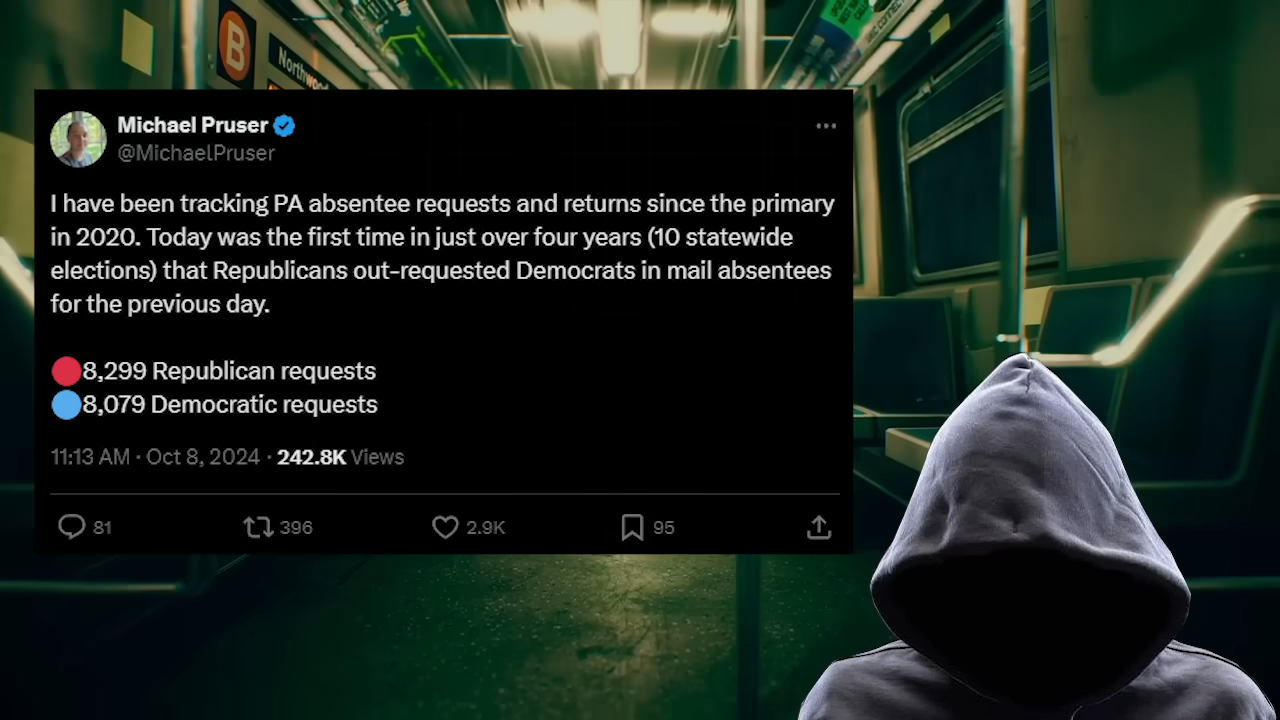 B
Northwo
Michael Pruser
@MichaelPruser
I have been tracking PA absentee requests and returns since the primary
in 2020. Today was the first time in just over four years (10 statewide
elections) that Republicans out-requested Democrats in mail absentees
for the previous day.
🔴8,299 Republican requests
🔵8,079 Democratic requests
11:13 AM · Oct 8, 2024 · 242.8K Views
81 396 2.9K 95